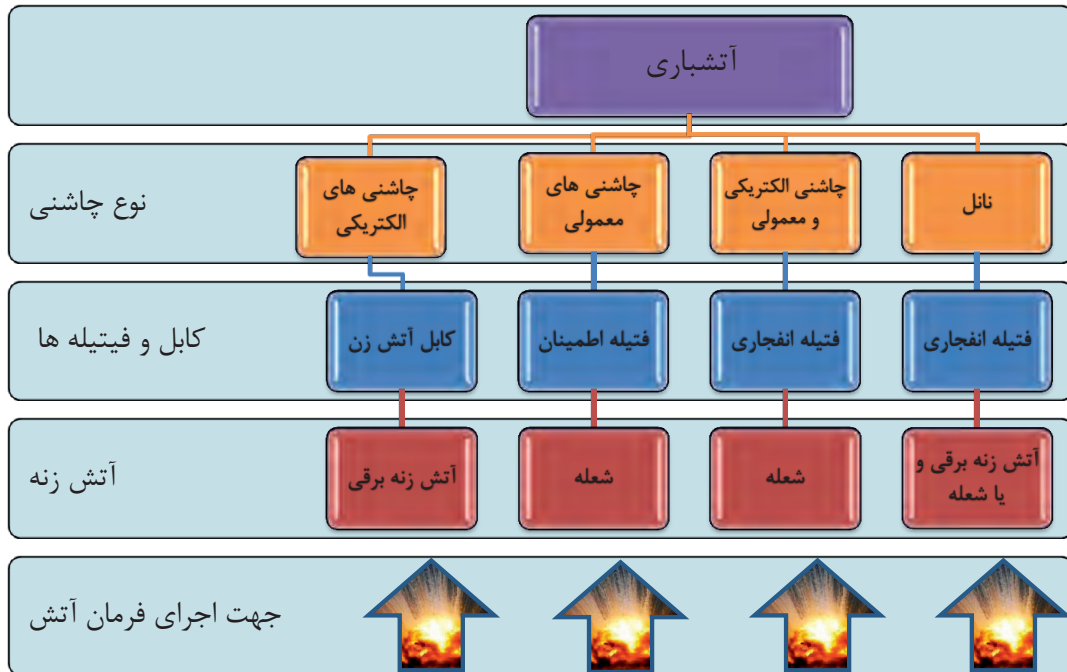 آتشباری
نوع چاشنی
نانل
چاشنی الکتریکی
و معمولی
چاشنی های
معمولی
چاشنی های
الکتریکی
کابل و فیتیله ها
فتیله انفجاری
فتیله انفجاری
فتیله اطمینان
کابل آتش زن
آتش زنه
آتش زنه برقی و
یا شعله
شعله
شعله
آتش زنه برقی
جهت اجرای فرمان آتش